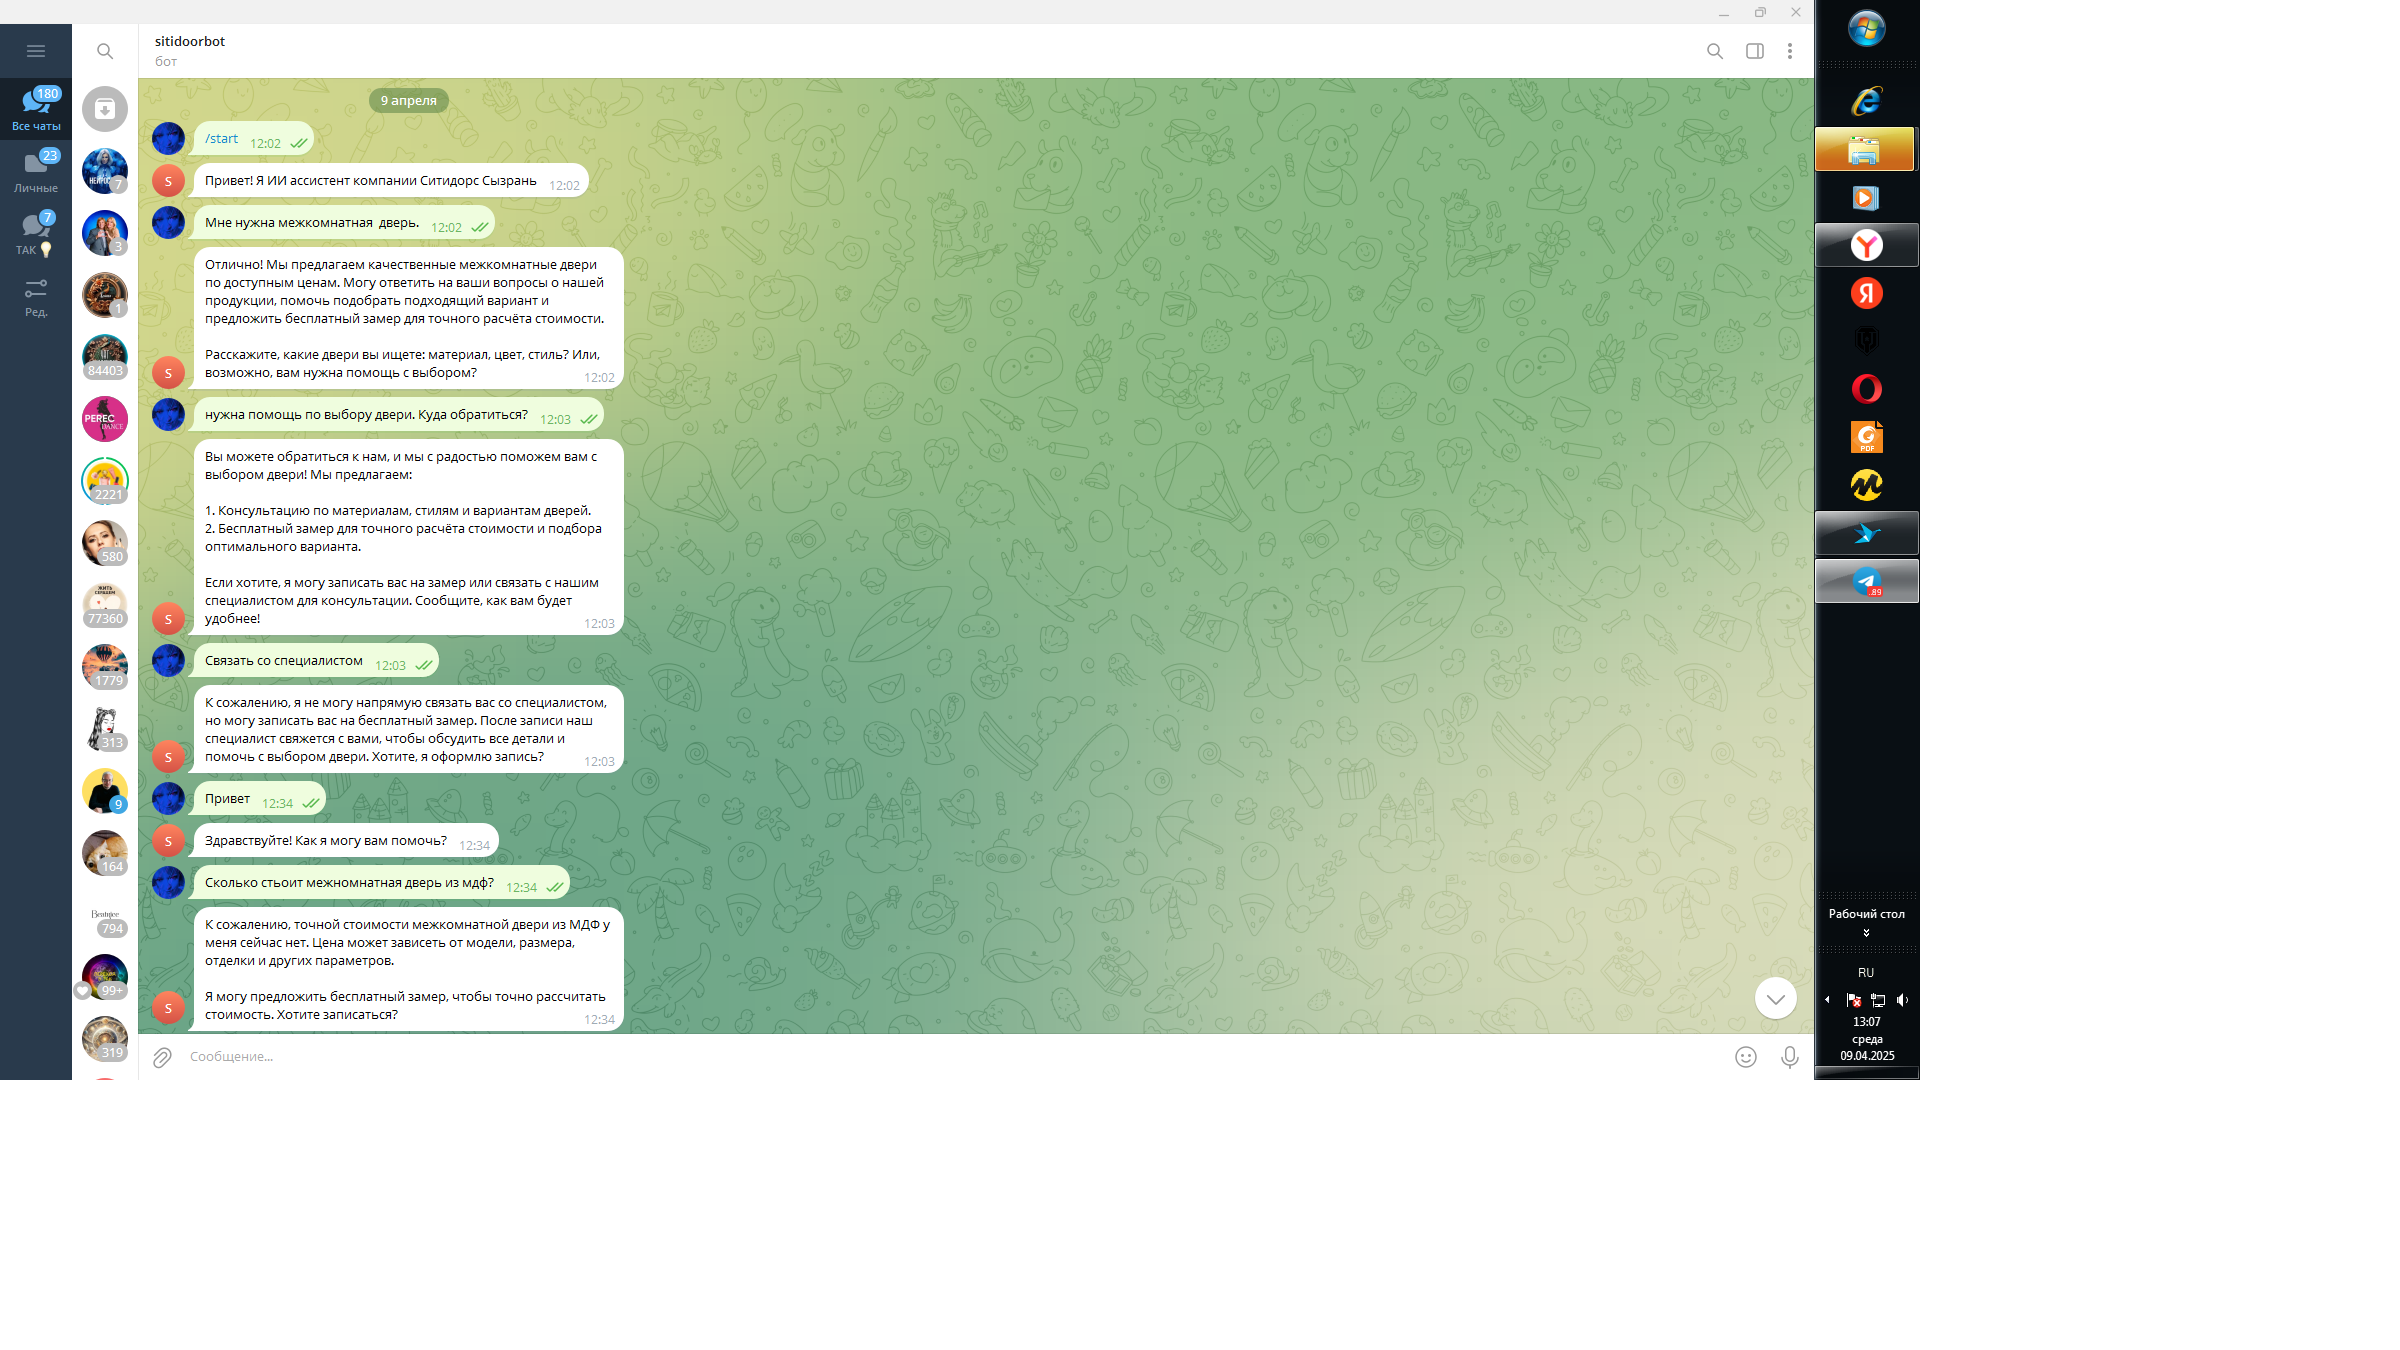 sitidoorbot
бот
180
Все чаты
23
Личные
7
ТАК
Ред.
7
3
1
84403
PEREC
DANCE
2221
580
ЖИТЬ
СЕРДЦЕМ
77360
1779
313
9
164
Beatrice
794
99+
319
9 апреля
/start 12:02
S
Привет! Я ИИ ассистент компании Ситидорс Сызрань 12:02
Мне нужна межкомнатная дверь. 12:02
Отлично! Мы предлагаем качественные межкомнатные двери
по доступным ценам. Могу ответить на ваши вопросы о нашей
продукции, помочь подобрать подходящий вариант и
предложить бесплатный замер для точного расчёта стоимости.
Расскажите, какие двери вы ищете: материал, цвет, стиль? Или,
S
возможно, вам нужна помощь с выбором? 12:02
нужна помощь по выбору двери. Куда обратиться? 12:03
Вы можете обратиться к нам, и мы с радостью поможем вам с
выбором двери! Мы предлагаем:
1. Консультацию по материалам, стилям и вариантам дверей.
2. Бесплатный замер для точного расчёта стоимости и подбора
оптимального варианта.
Если хотите, я могу записать вас на замер или связать с нашим
специалистом для консультации. Сообщите, как вам будет
S
удобнее! 12:03
Связать со специалистом 12:03
К сожалению, я не могу напрямую связать вас со специалистом,
но могу записать вас на бесплатный замер. После записи наш
специалист свяжется с вами, чтобы обсудить все детали и
S
помочь с выбором двери. Хотите, я оформлю запись? 12:03
Привет 12:34
S
Здравствуйте! Как я могу вам помочь? 12:34
Сколько стьоит межномнатная дверь из мдф? 12:34
К сожалению, точной стоимости межкомнатной двери из МДФ у
меня сейчас нет. Цена может зависеть от модели, размера,
отделки и других параметров.
Я могу предложить бесплатный замер, чтобы точно рассчитать
S
стоимость. Хотите записаться? 12:34
Сообщение...
Я
PDF
.89
Рабочий стол
RU
13:07
среда
09.04.2025